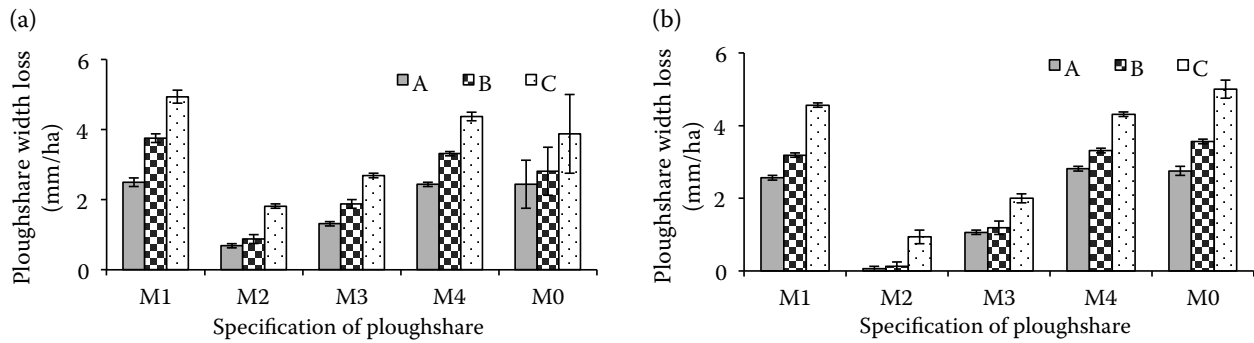 (a)
Ploughshare width loss
(mm/ha)
6
4
2
0
A B C
M1 M2 M3 M4 M0
Specification of ploughshare
(b)
Ploughshare width loss
(mm/ha)
6
4
2
0
A B C
M1 M2 M3 M4 M0
Specification of ploughshare